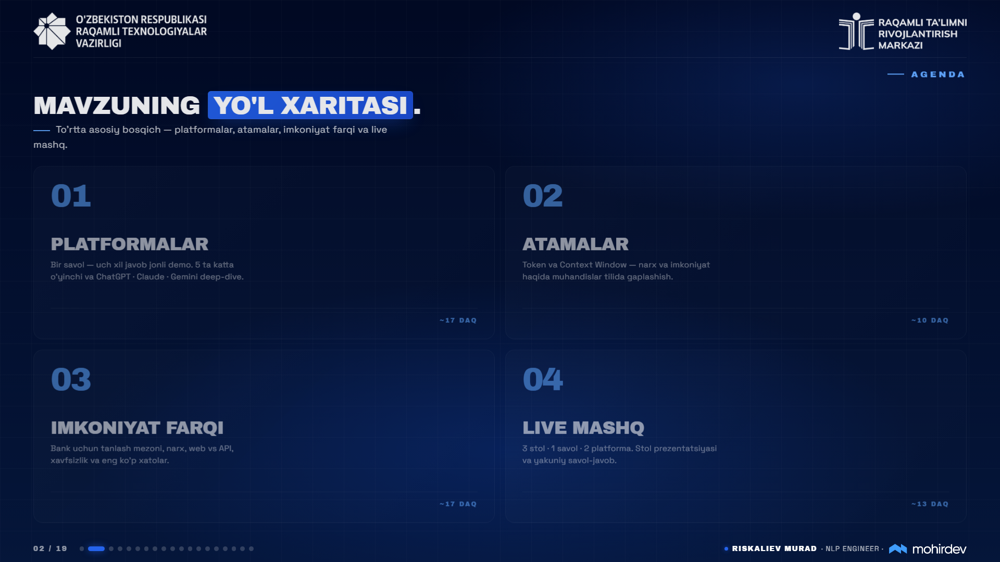 O'ZBEKISTON RESPUBLIKASI
RAQAMLI TEXNOLOGIYALAR
VAZIRLIGI
RAQAMLI TA'LIMNI
RIVOJLANTIRISH
MARKAZI
AGENDA
MAVZUNING YO'L XARITASI.
— To'rtta asosiy bosqich — platformalar, atamalar, imkoniyat farqi va live
mashq.
01
PLATFORMALAR
Bir savol — uch xil javob jonli demo. 5 ta katta
o'yinchi va ChatGPT · Claude · Gemini deep-dive.
~17 DAQ
02
ATAMALAR
Token va Context Window — narx va imkoniyat
haqida muhandislar tilida gaplashish.
~10 DAQ
03
IMKONIYAT FARQI
Bank uchun tanlash mezoni, narx, web vs API,
xavfsizlik va eng ko'p xatolar.
~17 DAQ
04
LIVE MASHQ
3 stol · 1 savol · 2 platforma. Stol prezentatsiyasi
va yakuniy savol-javob.
~13 DAQ
02 / 19
RISKALIEV MURAD · NLP ENGINEER · mohirdev